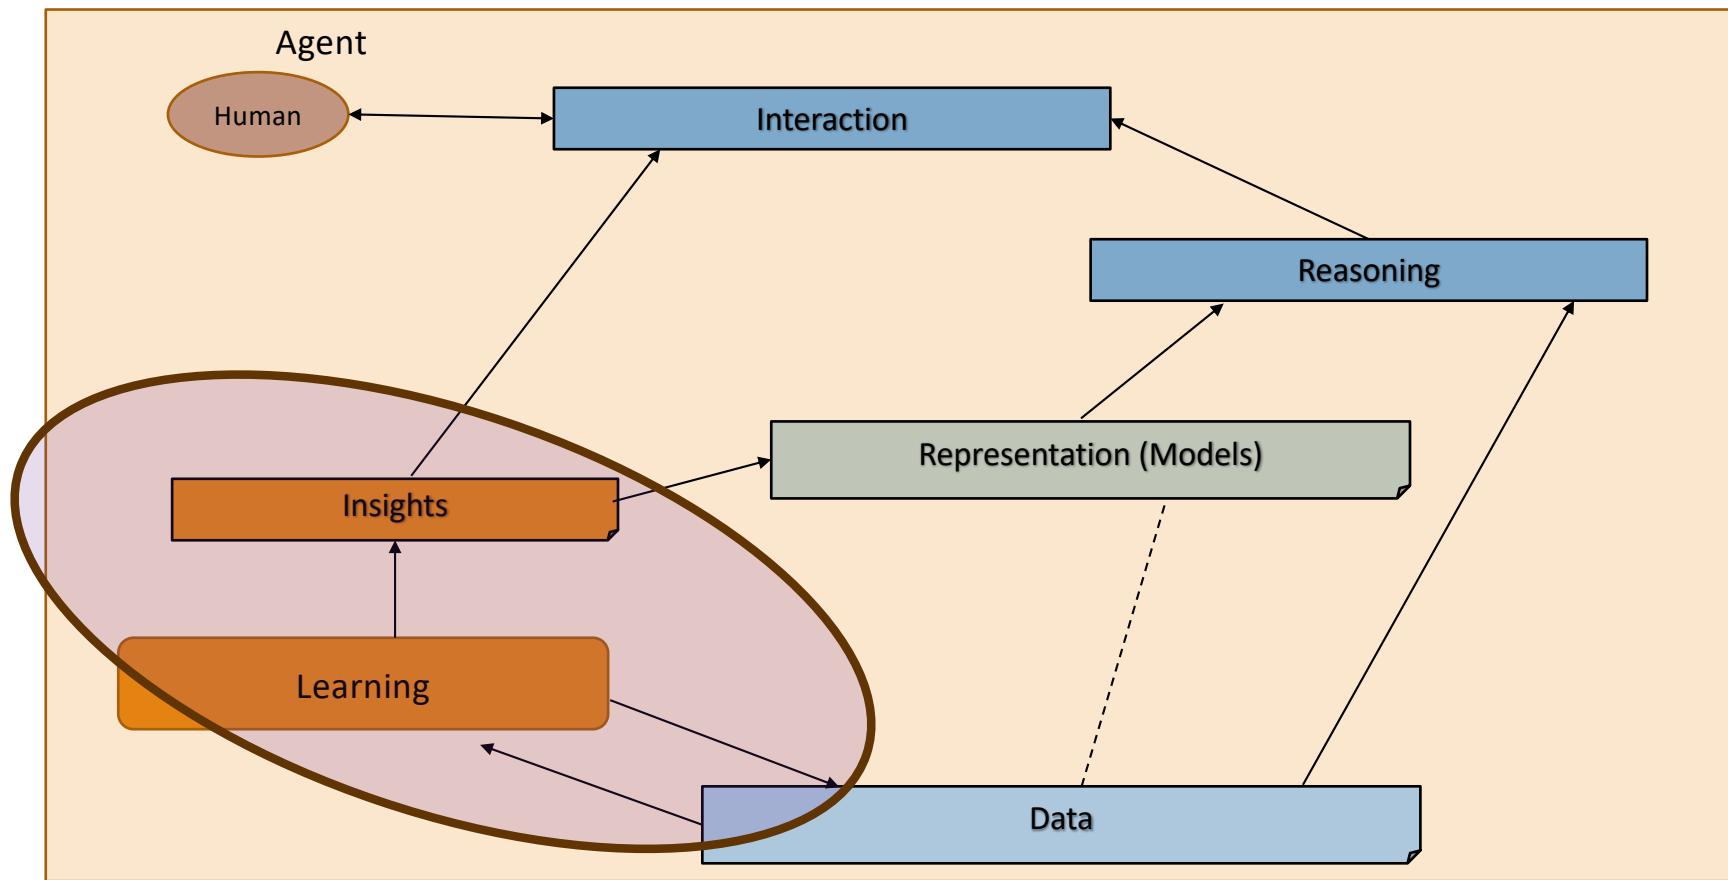 Agent
Human
Interaction
Reasoning
Representation (Models)
Insights
Learning
Data